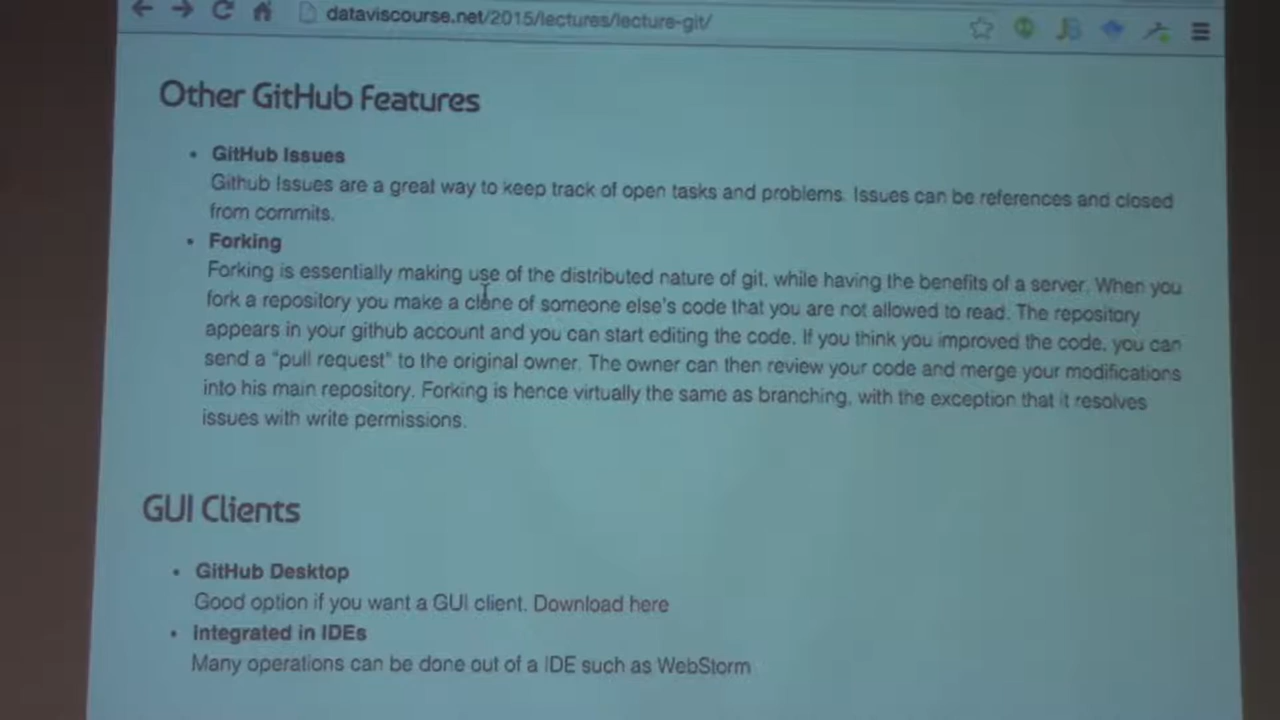 dataviscourse.net/2015/lectures/lecture-git/
Other GitHub Features
• GitHub Issues
Github Issues are a great way to keep track of open tasks and problems. Issues can be references and closed
from commits.
• Forking
Forking is essentially making use of the distributed nature of git, while having the benefits of a server. When you
fork a repository you make a clone of someone else's code that you are not allowed to read. The repository
appears in your github account and you can start editing the code. If you think you improved the code, you can
send a "pull request" to the original owner. The owner can then review your code and merge your modifications
into his main repository. Forking is hence virtually the same as branching, with the exception that it resolves
issues with write permissions.
GUI Clients
• GitHub Desktop
Good option if you want a GUI client. Download here
• Integrated in IDEs
Many operations can be done out of a IDE such as WebStorm